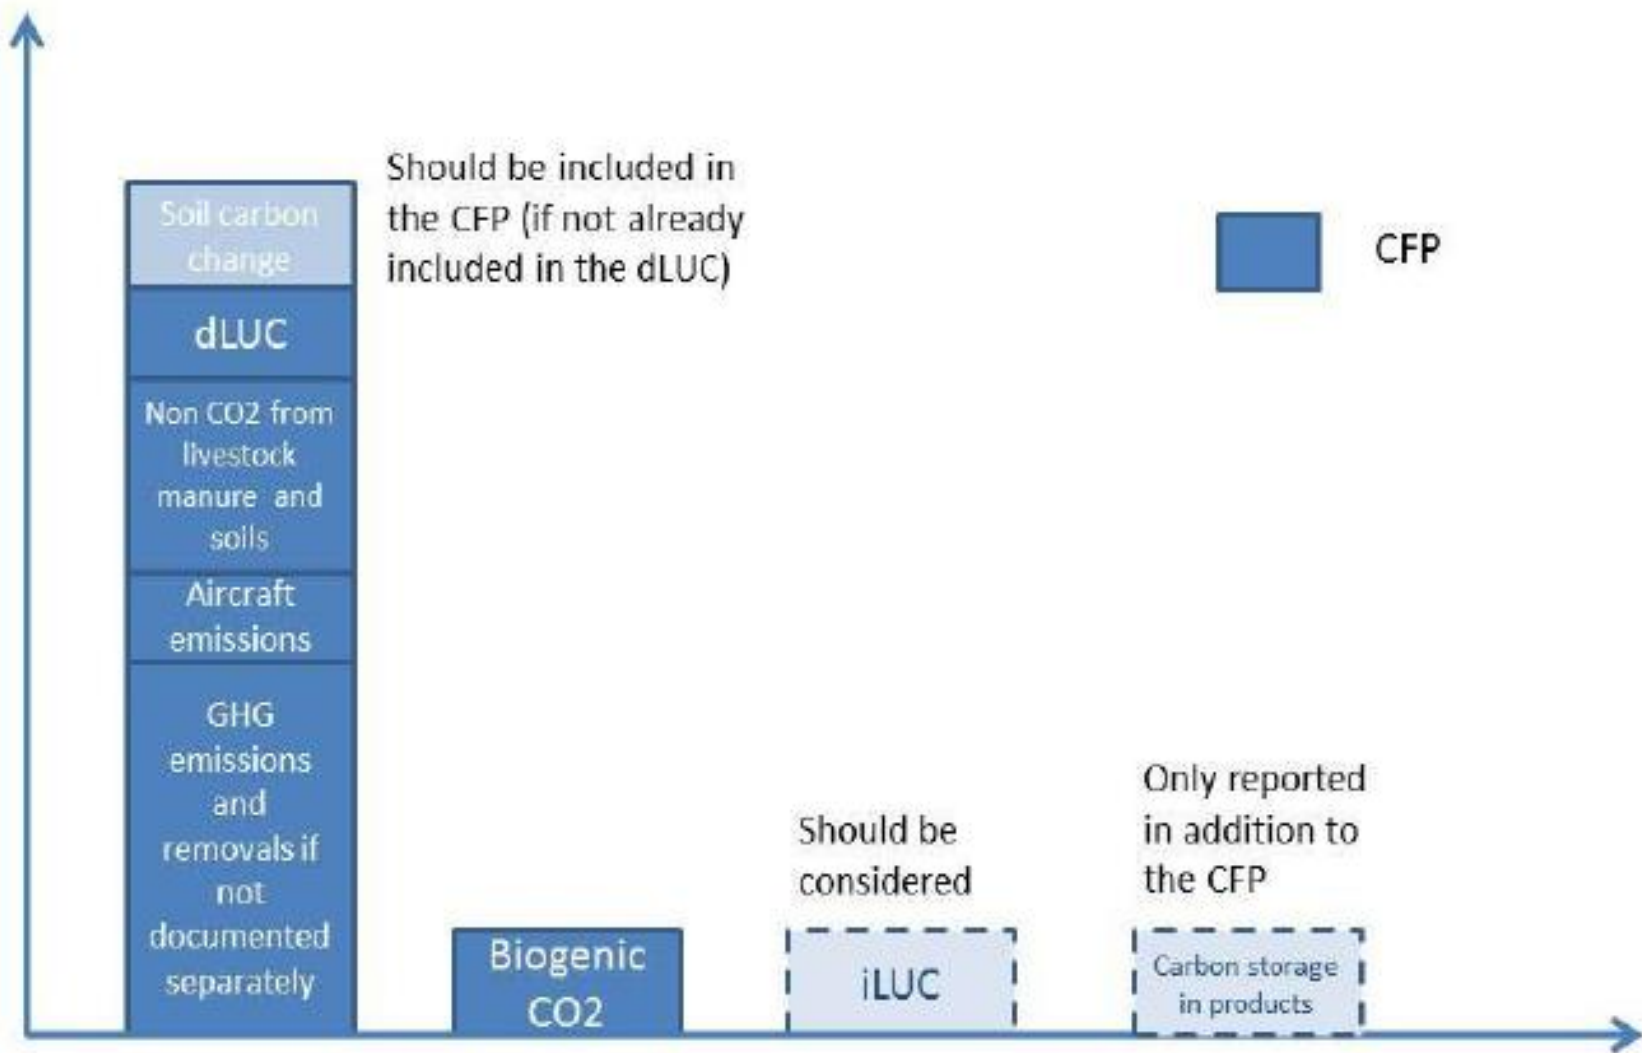 Should be included in
the CFP (if not already
included in the dLUC)
CFP
Soil carbon
change
dLUC
Non CO2 from
livestock
manure and
soils
Aircraft
emissions
GHG
emissions
and
removals if
not
documented
separately
Biogenic
CO2
Should be
considered
iLUC
Only reported
in addition to
the CFP
Carbon storage
in products